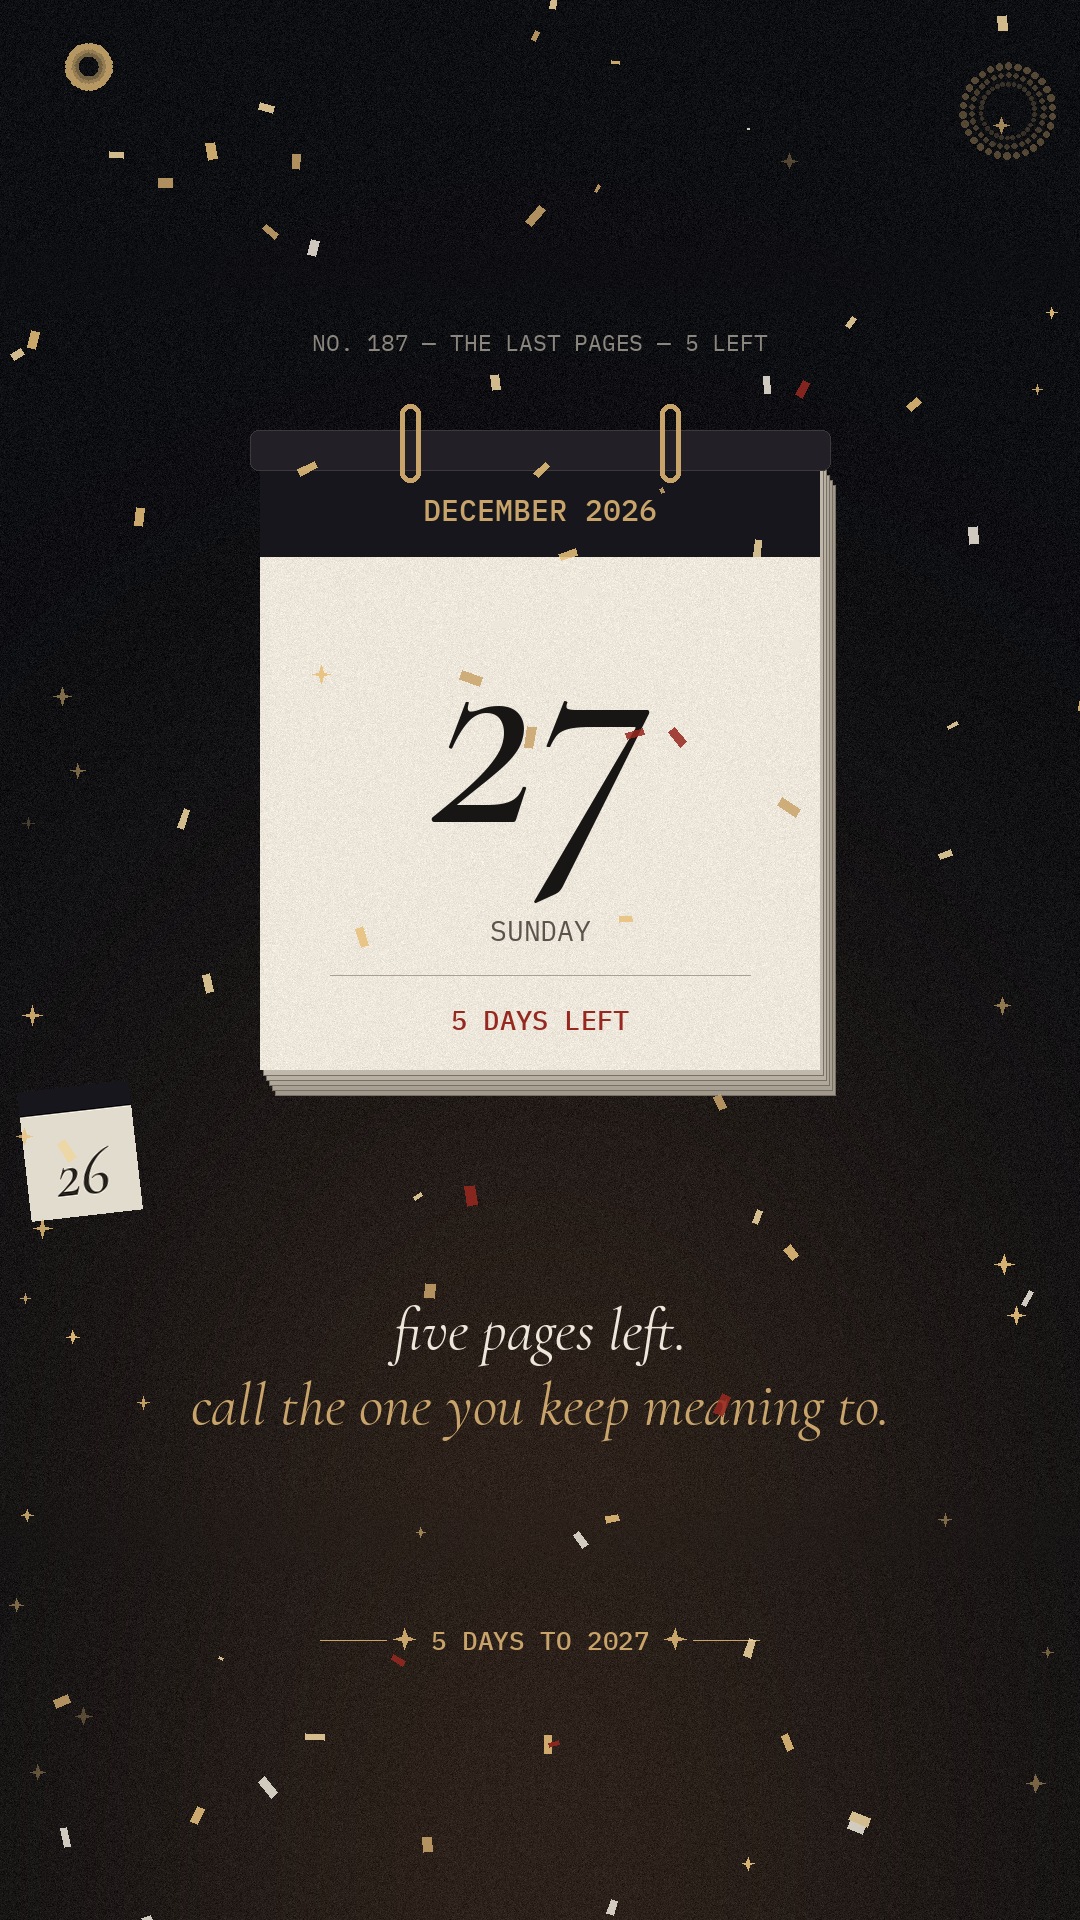 NO. 187 — THE LAST PAGES — 5 LEFT
DECEMBER 2026
27
SUNDAY
5 DAYS LEFT
26
five pages left.
call the one you keep meaning to.
5 DAYS TO 2027